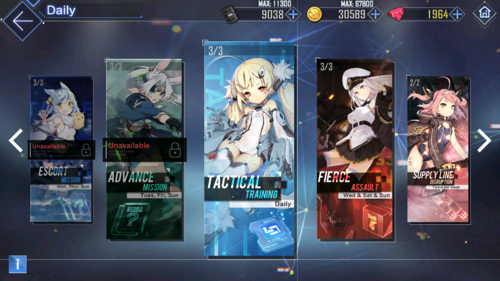 Daily
MAX: 11300
9038
30589
MAX: 67800
1964
3/3
Unavailable
ESCORT
MISSION
Mon, Thur, Sun
3/3
Unavailable
ADVANCE
MISSION
Tues, Fri, Sun
3/3
TACTICAL
TRAINING
Daily
3/3
FIERCE
ASSAULT
Wed & Sat & Sun
2/2
SUPPLY LINE
DISRUPTION